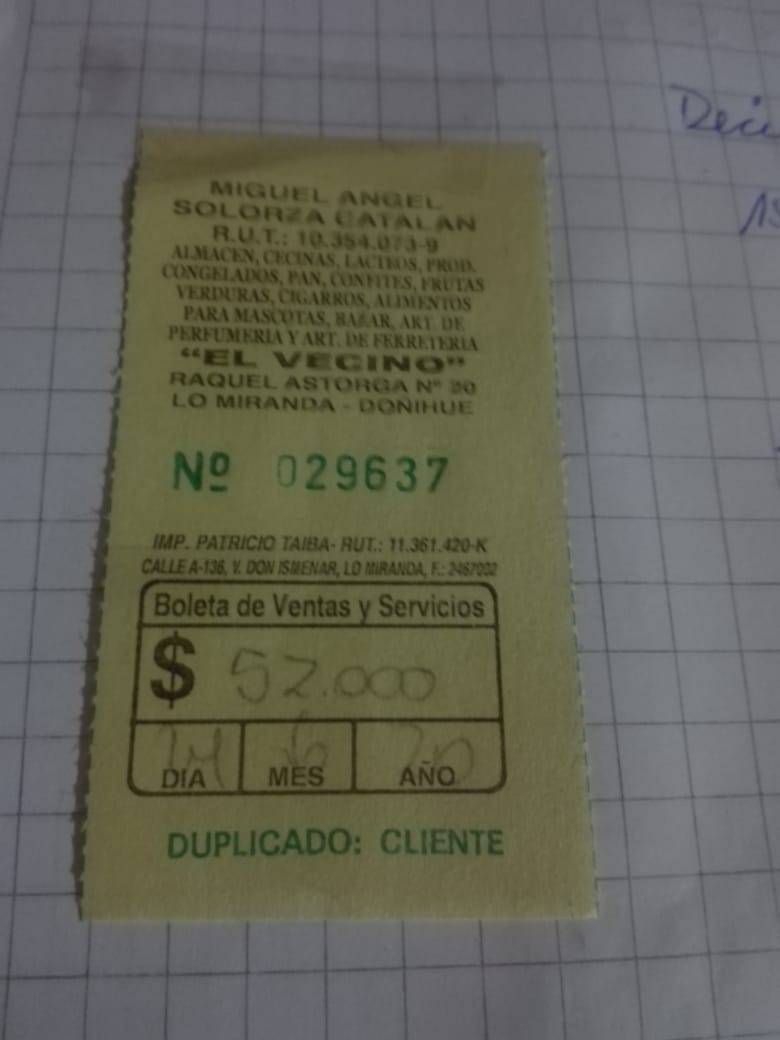 MIGUEL ANGEL
SOLORZA CATALAN
R.U.T.: 10.354.073-9
ALMACEN, CECINAS, LACTEOS, PROD.
CONGELADOS, PAN, CONFITES, FRUTAS
VERDURAS, CIGARROS, ALIMENTOS
PARA MASCOTAS, BAZAR, ART. DE
PERFUMERIA Y ART. DE FERRETERIA
"EL VECINO"
RAQUEL ASTORGA Nº 20
LO MIRANDA - DOÑIHUE
Nº 029637
IMP. PATRICIO TAIBA- RUT.: 11.361.420-K
CALLE A-136, V. DON ISMENAR, LO MIRANDA, F.: 2467002
Boleta de Ventas y Servicios
$ 52.000
6 20
DIA MES AÑO
DUPLICADO: CLIENTE